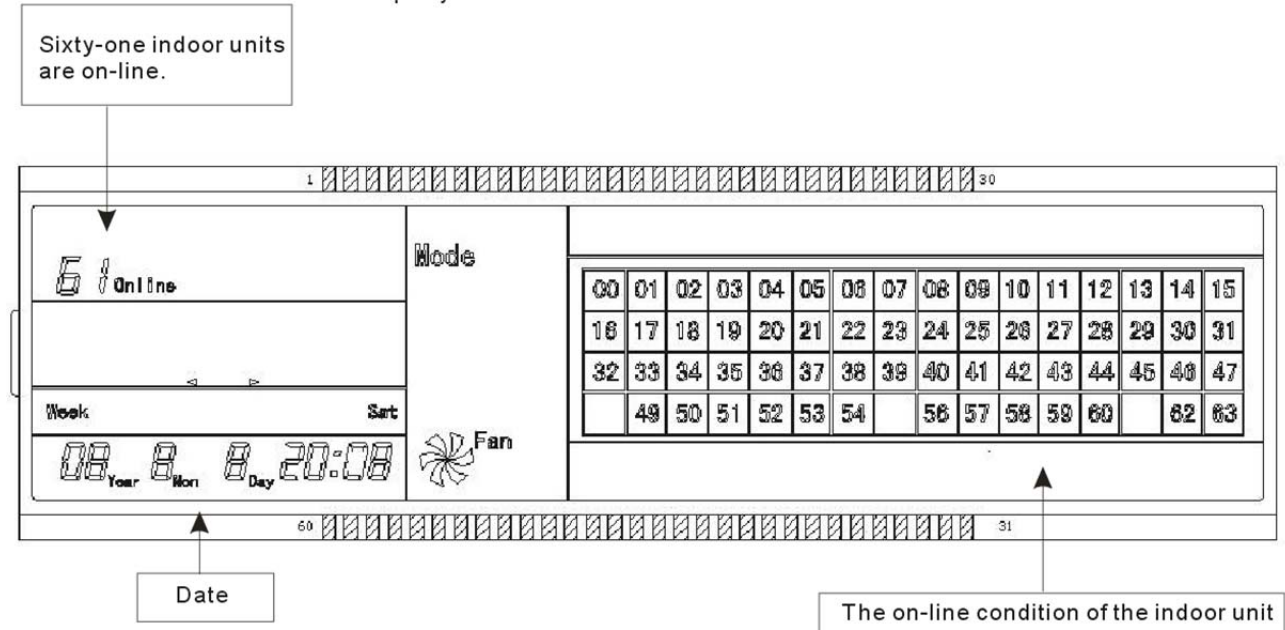 Sixty-one indoor units
are on-line.
1 30
61 Online
Mode
00 01 02 03 04 05 06 07 08 09 10 11 12 13 14 15
16 17 18 19 20 21 22 23 24 25 26 27 28 29 30 31
32 33 34 35 36 37 38 39 40 41 42 43 44 45 46 47
49 50 51 52 53 54 56 57 58 59 60 62 63
Week Sat
08 Year 8 Mon 8 Day 20:08
Fan
60 31
Date
The on-line condition of the indoor unit